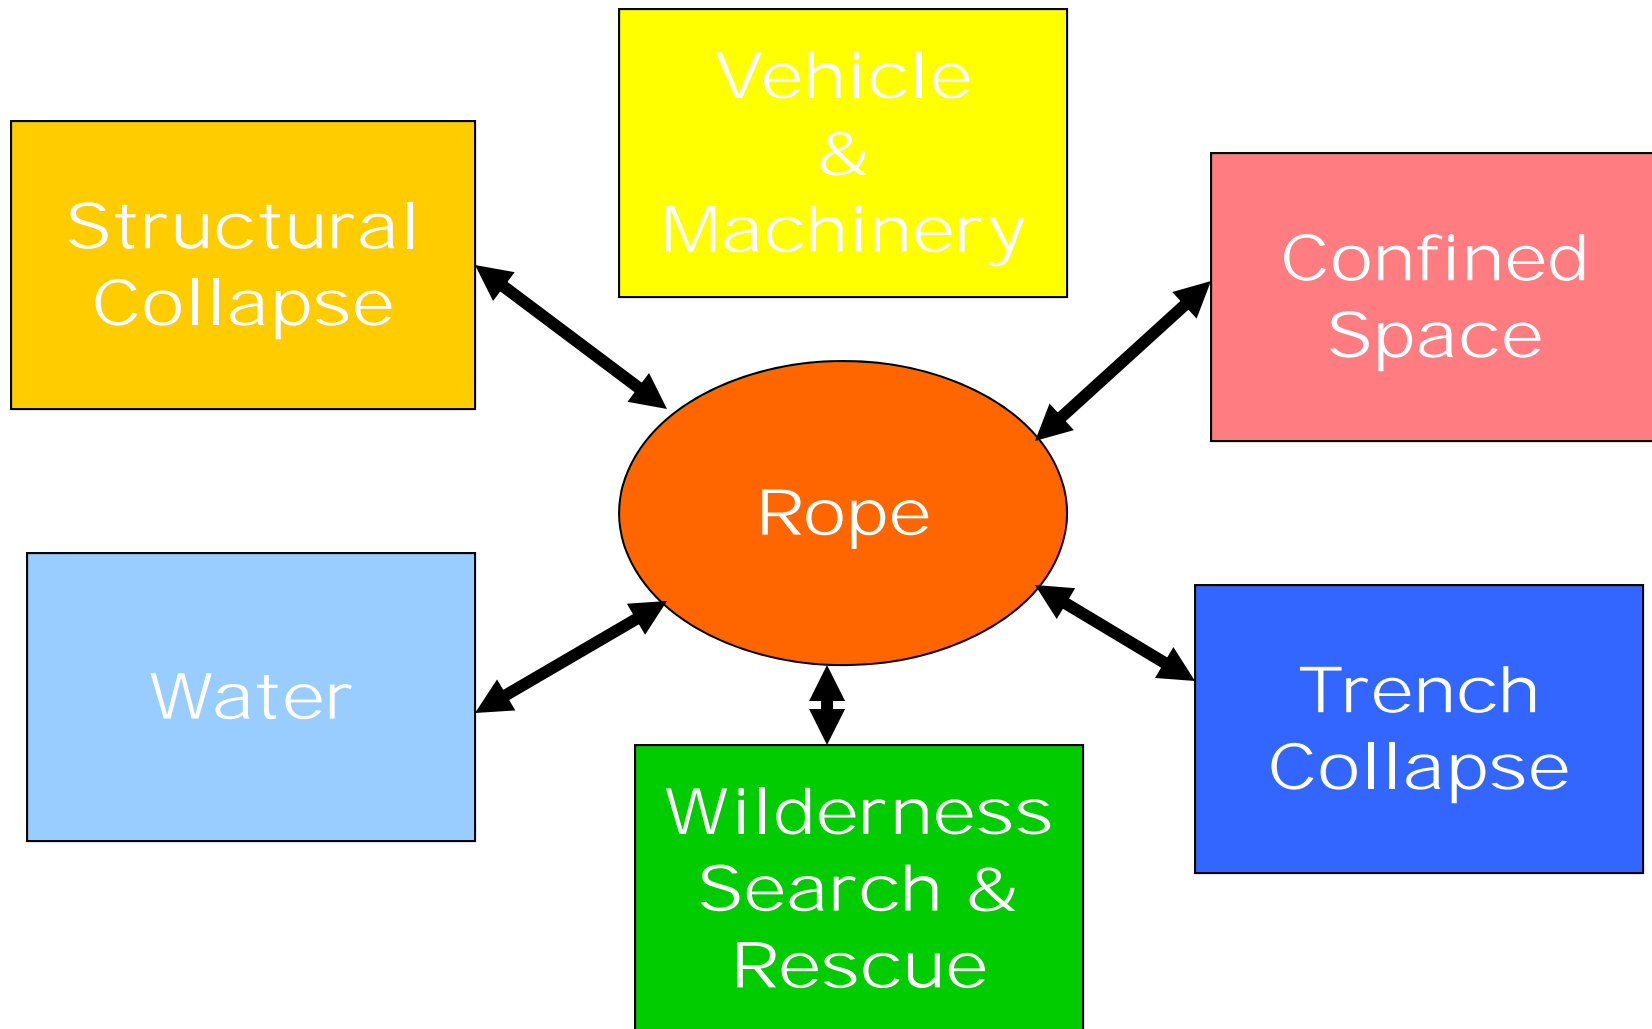 Vehicle
&
Machinery
Structural
Collapse
Confined
Space
Rope
Water
Trench
Collapse
Wilderness
Search &
Rescue